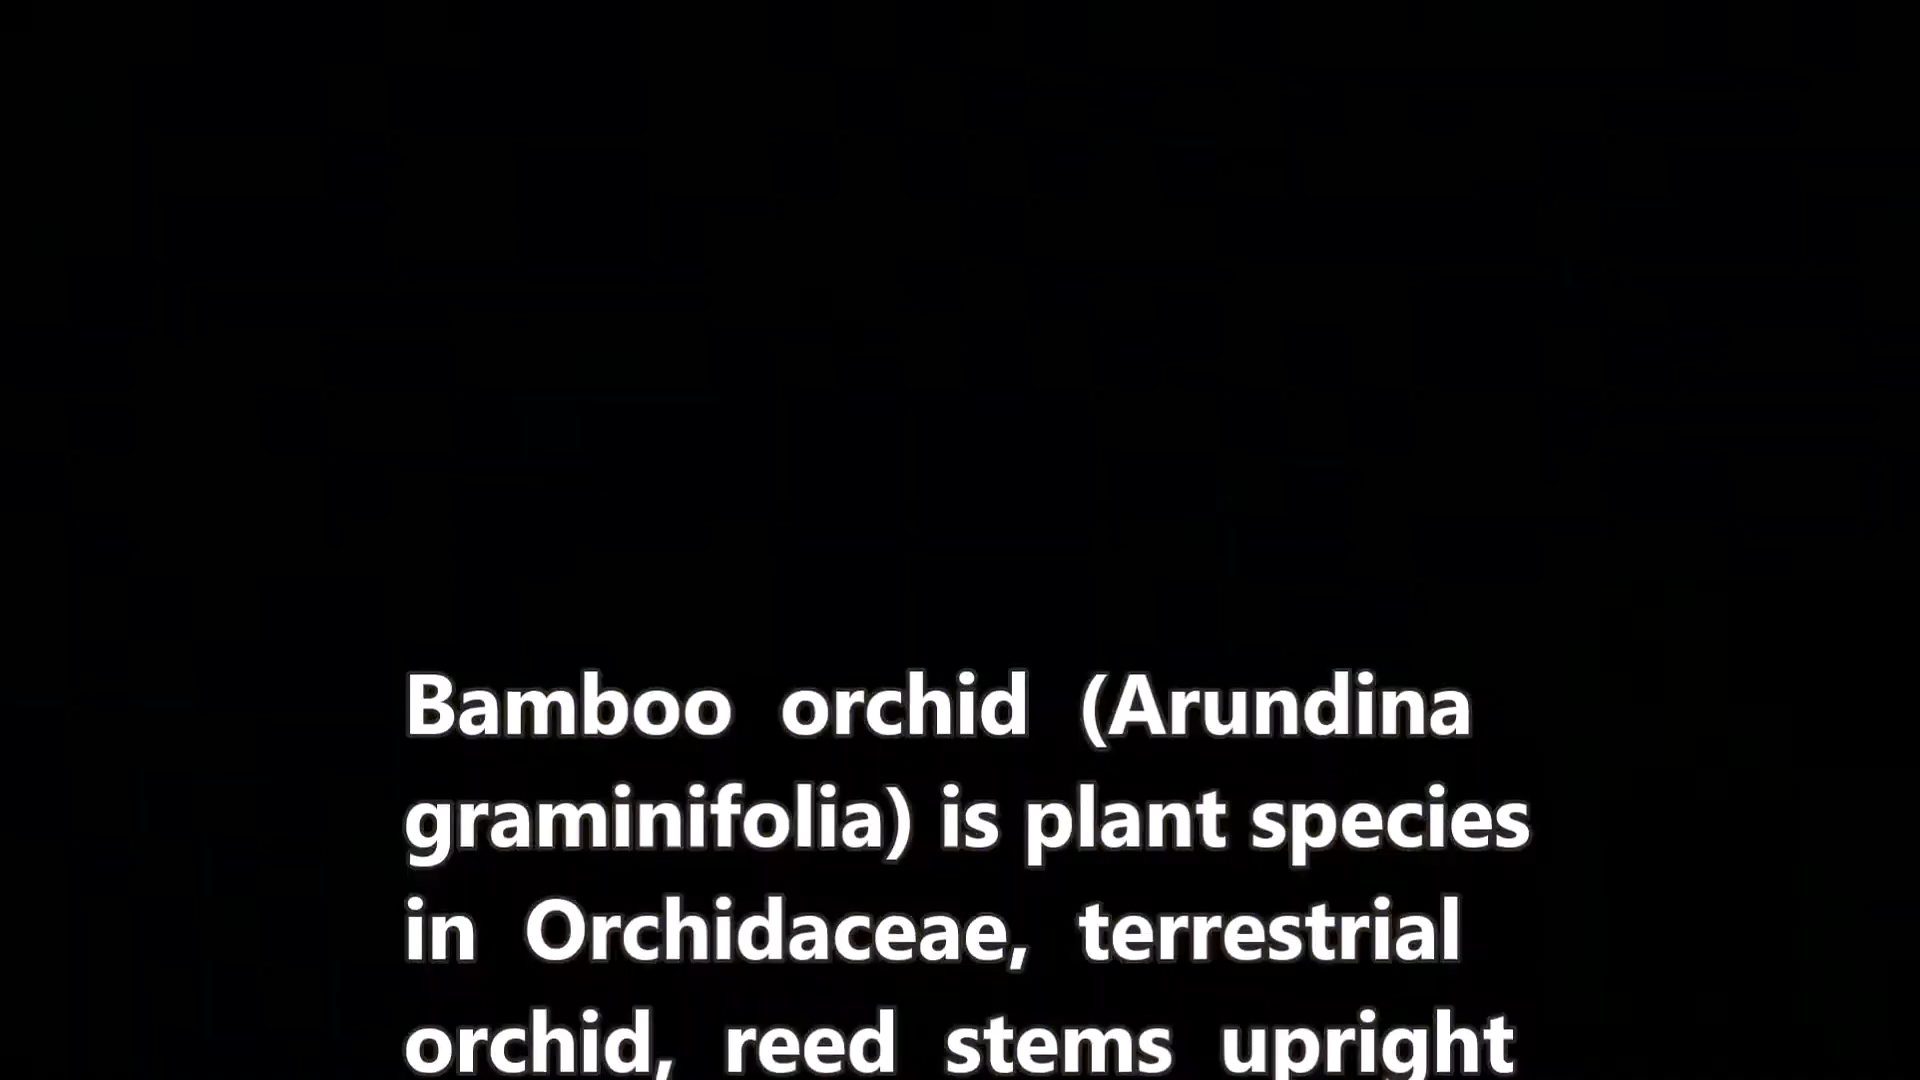 Bamboo orchid (Arundina
graminifolia) is plant species
in Orchidaceae, terrestrial
orchid, reed stems upright